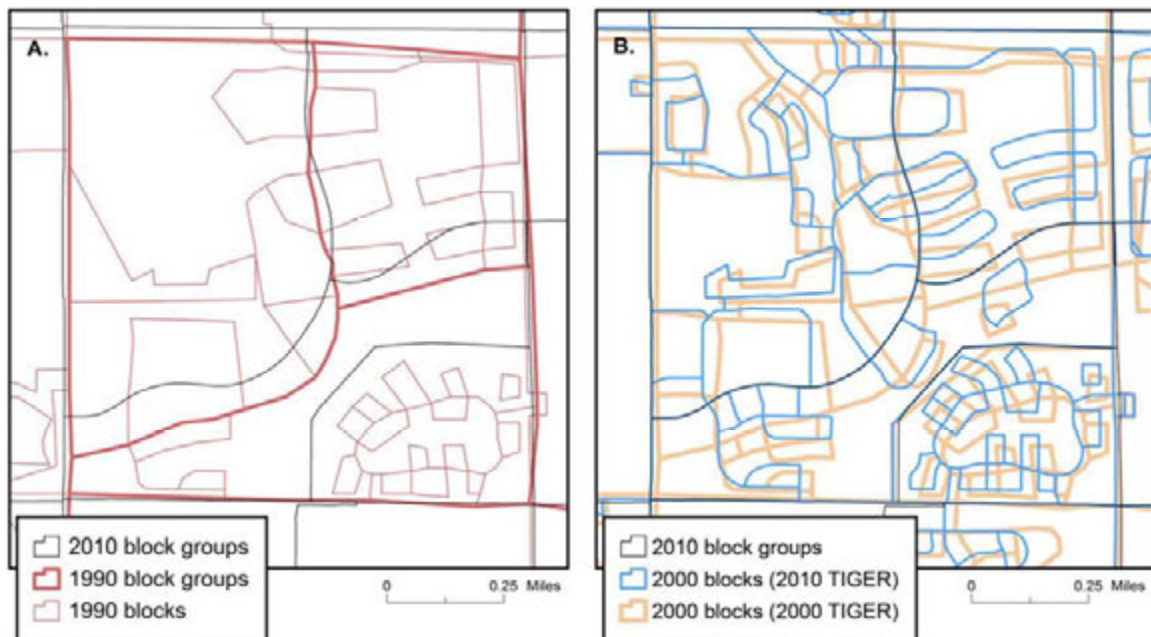 A.
2010 block groups
1990 block groups
1990 blocks
0 0.25 Miles
B.
2010 block groups
2000 blocks (2010 TIGER)
2000 blocks (2000 TIGER)
0 0.25 Miles